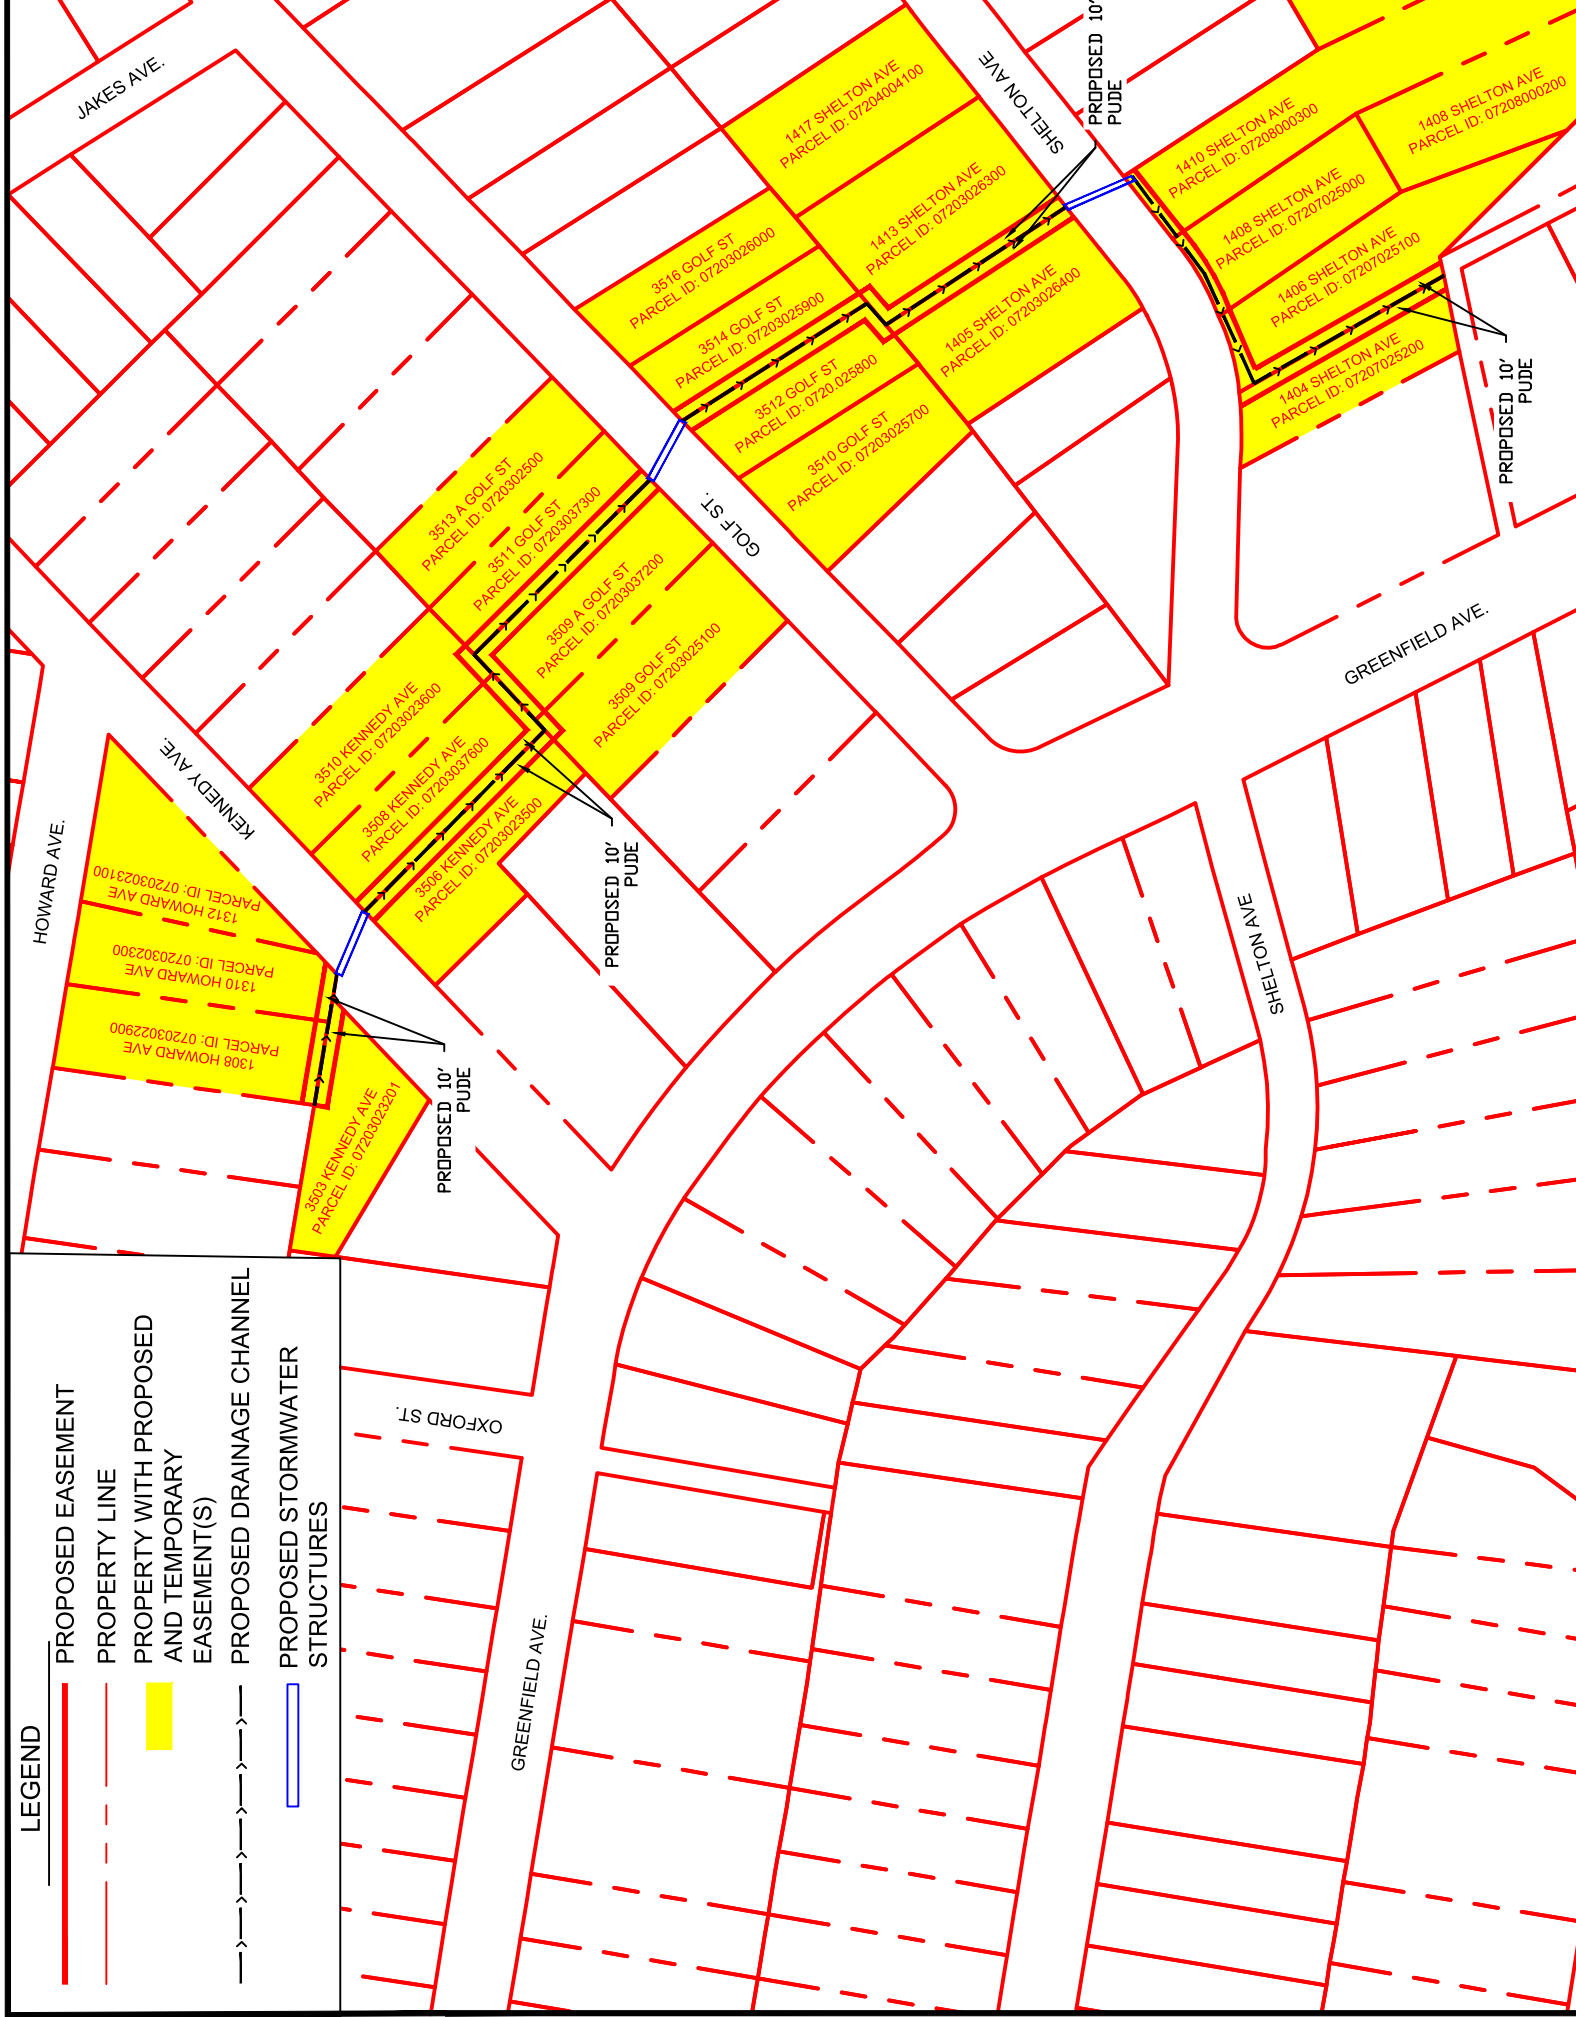 LEGEND
PROPOSED EASEMENT
PROPERTY LINE
PROPERTY WITH PROPOSED
AND TEMPORARY
EASEMENT(S)
PROPOSED DRAINAGE CHANNEL
PROPOSED STORMWATER
STRUCTURES
JAKES AVE.
HOWARD AVE.
KENNEDY AVE.
1312 HOWARD AVE
PARCEL ID: 07203023100
1310 HOWARD AVE
PARCEL ID: 0720302300
1308 HOWARD AVE
PARCEL ID: 07203022900
3503 KENNEDY AVE
PARCEL ID: 07203023201
PROPOSED 10'
PUDE
3510 KENNEDY AVE
PARCEL ID: 07203023600
3508 KENNEDY AVE
PARCEL ID: 07203037600
3506 KENNEDY AVE
PARCEL ID: 07203023500
PROPOSED 10'
PUDE
3513 A GOLF ST
PARCEL ID: 0720302500
3511 GOLF ST
PARCEL ID: 07203037300
3509 A GOLF ST
PARCEL ID: 07203037200
3509 GOLF ST
PARCEL ID: 07203025100
GOLF ST.
3516 GOLF ST
PARCEL ID: 07203026000
3514 GOLF ST
PARCEL ID: 07203025900
3512 GOLF ST
PARCEL ID: 0720.025800
3510 GOLF ST
PARCEL ID: 07203025700
1417 SHELTON AVE
PARCEL ID: 07204004100
1413 SHELTON AVE
PARCEL ID: 07203026300
1405 SHELTON AVE
PARCEL ID: 07203026400
SHELTON AVE
PROPOSED 10'
PUDE
1410 SHELTON AVE
PARCEL ID: 07208000300
1408 SHELTON AVE
PARCEL ID: 07208000200
1408 SHELTON AVE
PARCEL ID: 07207025000
1406 SHELTON AVE
PARCEL ID: 07207025100
1404 SHELTON AVE
PARCEL ID: 07207025200
PROPOSED 10'
PUDE
GREENFIELD AVE.
SHELTON AVE
OXFORD ST.
GREENFIELD AVE.